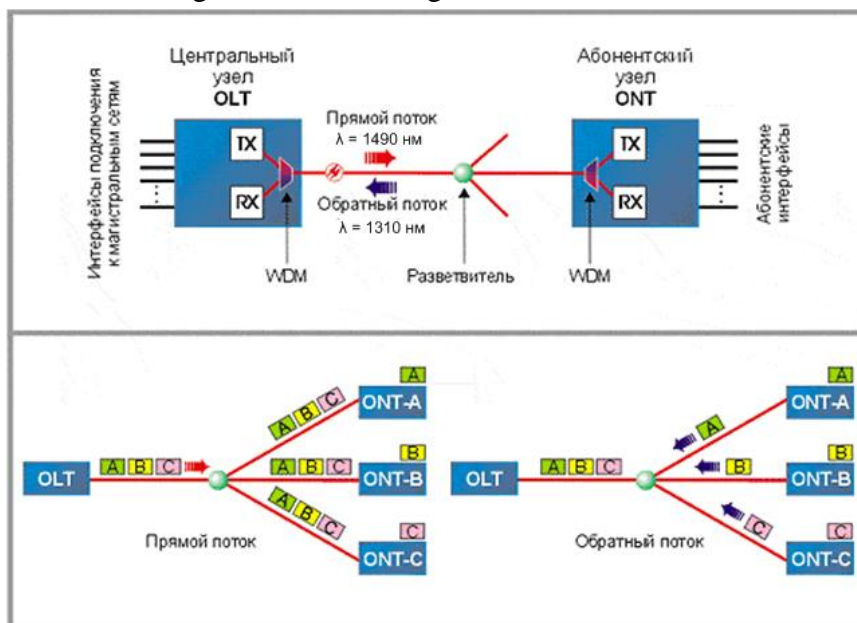 Центральный
узел
OLT
Абонентский
узел
ONT
Интерфейсы подключения
к магистральным сетям
TX
RX
Прямой поток
λ = 1490 нм
Обратный поток
λ = 1310 нм
TX
RX
Абонентские
интерфейсы
WDM
Разветвитель
WDM
OLT
A B C
A B C
A B C
A B C
A
ONT-A
B
ONT-B
C
ONT-C
Прямой поток
OLT
A B C
A
B
C
A
ONT-A
B
ONT-B
C
ONT-C
Обратный поток